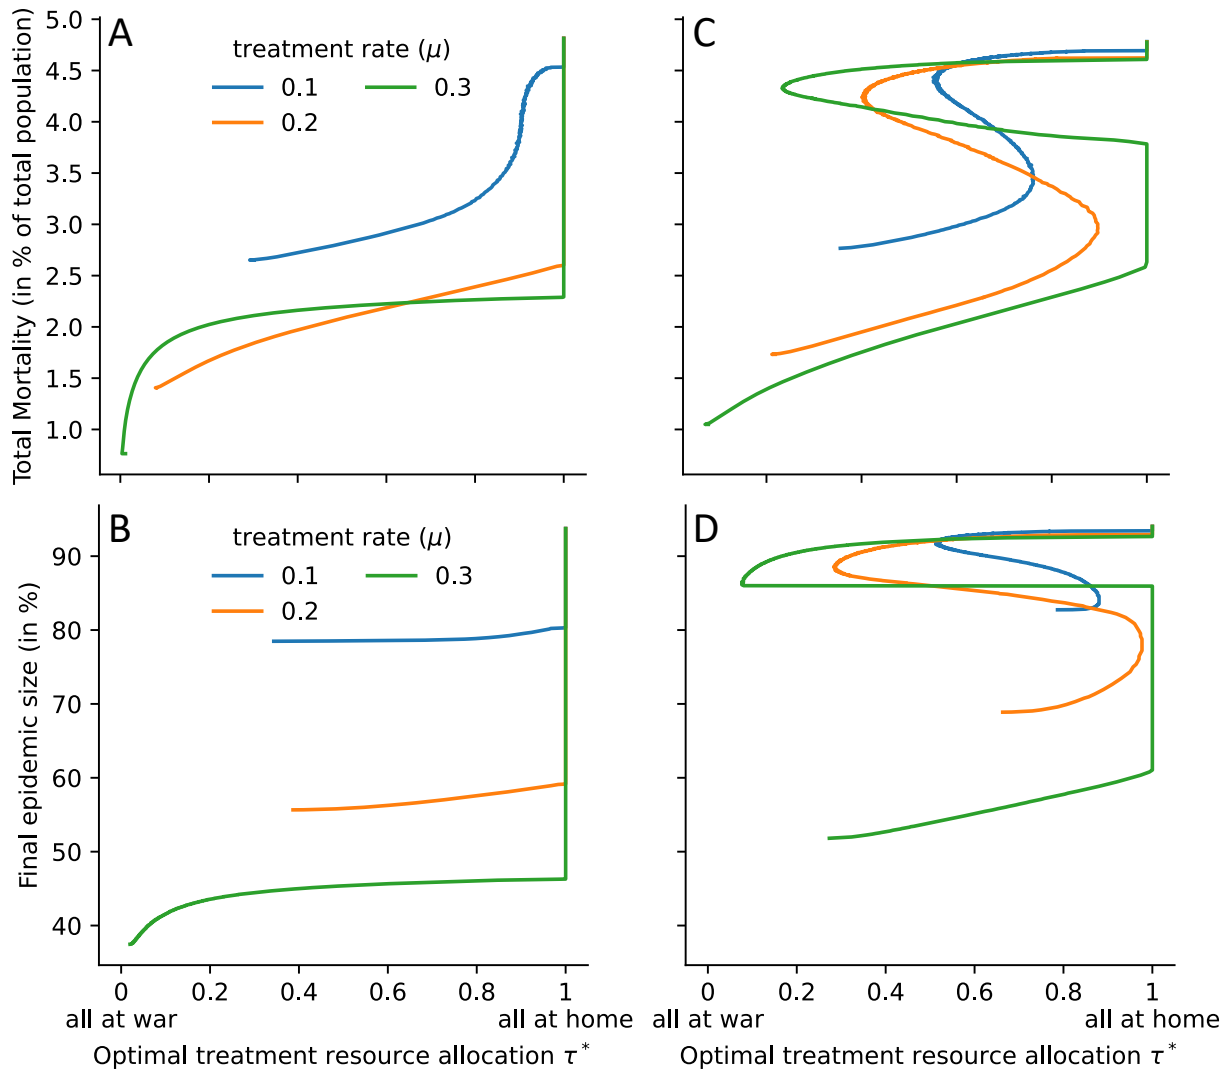 A
C
treatment rate (μ)
0.1
0.3
0.2
5.0
4.5
4.0
3.5
3.0
2.5
2.0
1.5
1.0
Total Mortality (in % of total population)
B
D
treatment rate (μ)
0.1
0.3
0.2
90
80
70
60
50
40
Final epidemic size (in %)
0 0.2 0.4 0.6 0.8 1
0 0.2 0.4 0.6 0.8 1
all at war all at home
all at war all at home
Optimal treatment resource allocation τ*
Optimal treatment resource allocation τ*